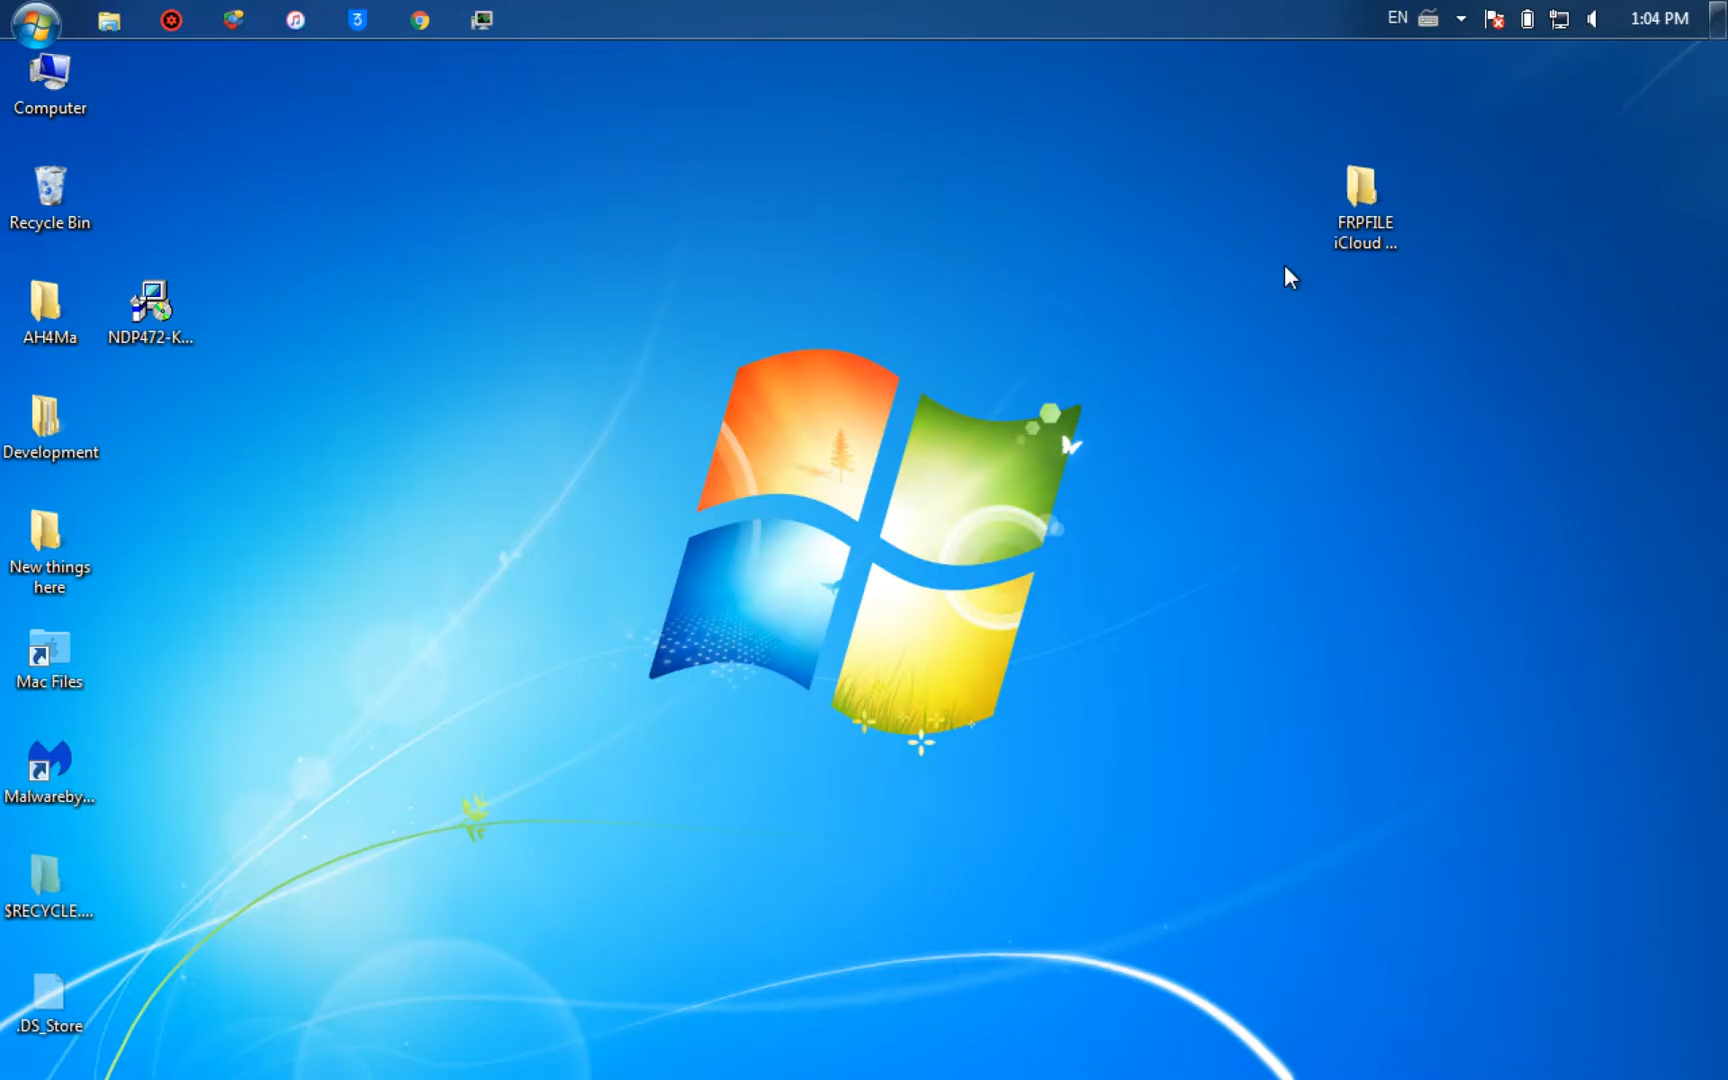 EN
1:04 PM
Computer
Recycle Bin
AH4Ma
NDP472-K...
Development
New things
here
Mac Files
Malwareby...
$RECYCLE....
.DS_Store
FRPFILE
iCloud ...
3